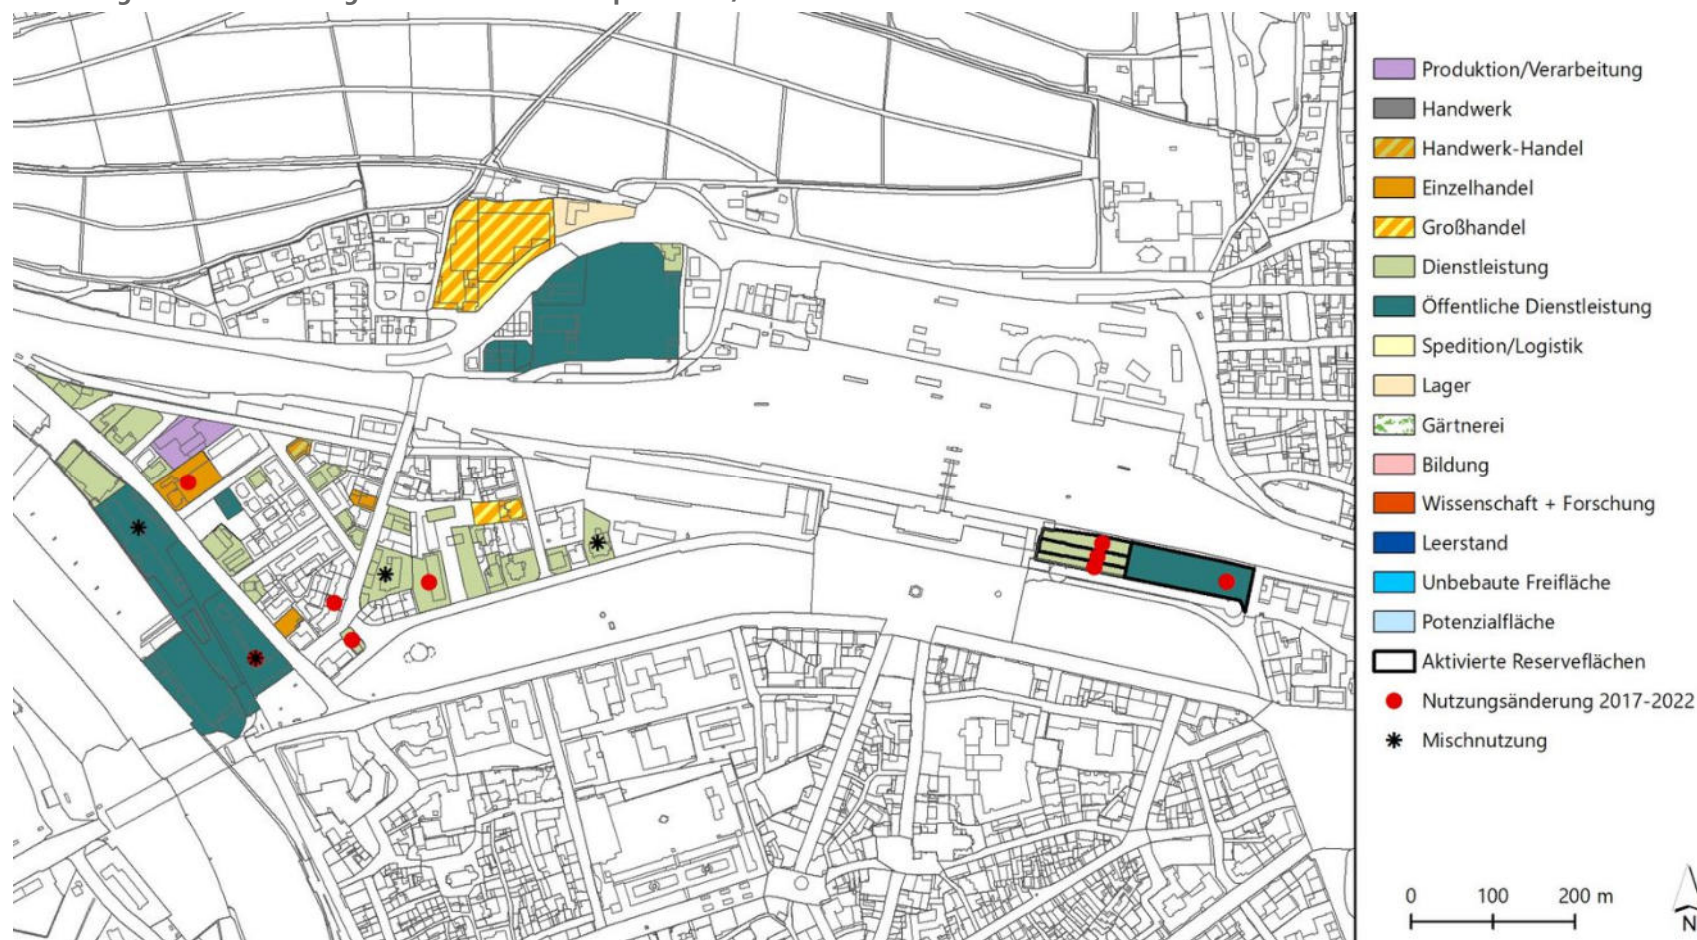 Produktion/Verarbeitung
Handwerk
Handwerk-Handel
Einzelhandel
Großhandel
Dienstleistung
Öffentliche Dienstleistung
Spedition/Logistik
Lager
Gärtnerei
Bildung
Wissenschaft + Forschung
Leerstand
Unbebaute Freifläche
Potenzialfläche
Aktivierte Reserveflächen
Nutzungsänderung 2017-2022
Mischnutzung
0 100 200 m
N